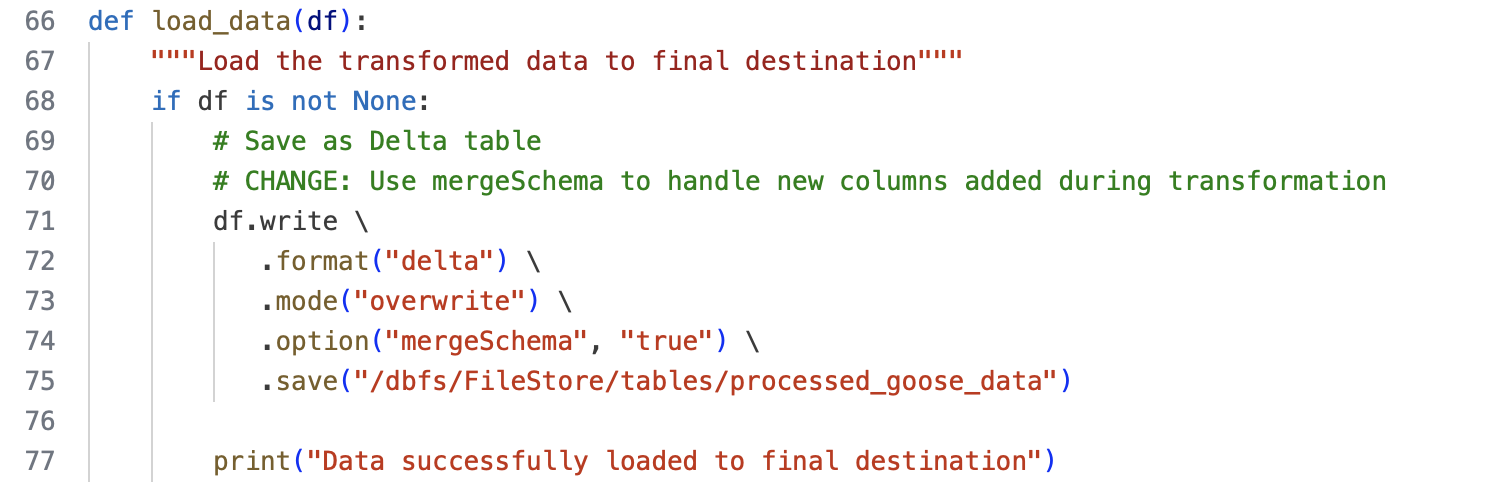 66 def load_data(df):
67     """Load the transformed data to final destination"""
68     if df is not None:
69         # Save as Delta table
70         # CHANGE: Use mergeSchema to handle new columns added during transformation
71         df.write \
72            .format("delta") \
73            .mode("overwrite") \
74            .option("mergeSchema", "true") \
75            .save("/dbfs/FileStore/tables/processed_goose_data")
76
77         print("Data successfully loaded to final destination")